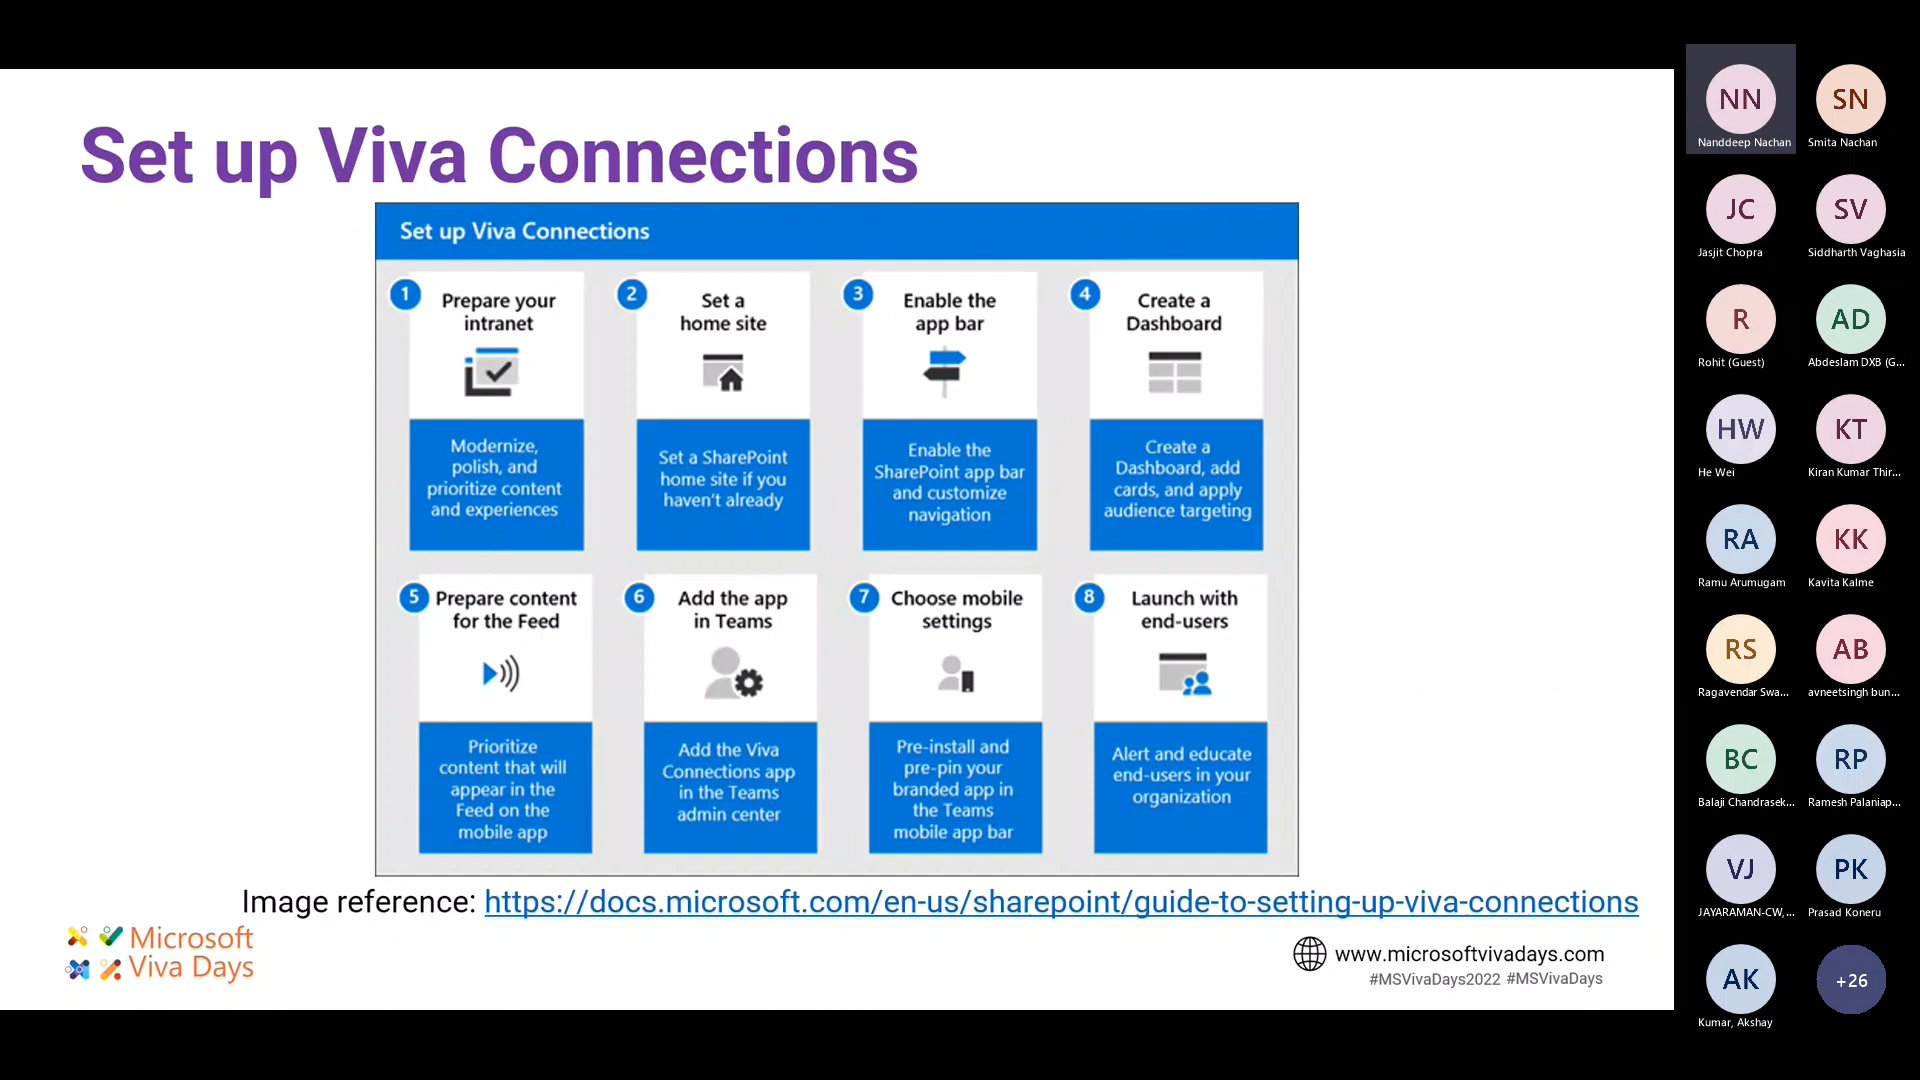 Set up Viva Connections
Set up Viva Connections
1
Prepare your
intranet
Modernize,
polish, and
prioritize content
and experiences
2
Set a
home site
Set a SharePoint
home site if you
haven't already
3
Enable the
app bar
Enable the
SharePoint app bar
and customize
navigation
4
Create a
Dashboard
Create a
Dashboard, add
cards, and apply
audience targeting
5
Prepare content
for the Feed
Prioritize
content that will
appear in the
Feed on the
mobile app
6
Add the app
in Teams
Add the Viva
Connections app
in the Teams
admin center
7
Choose mobile
settings
Pre-install and
pre-pin your
branded app in
the Teams
mobile app bar
8
Launch with
end-users
Alert and educate
end-users in your
organization
Image reference: https://docs.microsoft.com/en-us/sharepoint/guide-to-setting-up-viva-connections
Microsoft
Viva Days
www.microsoftvivadays.com
#MSVivaDays2022 #MSVivaDays
NN
Nanddeep Nachan
SN
Smita Nachan
JC
Jasjit Chopra
SV
Siddharth Vaghasia
R
Rohit (Guest)
AD
Abdeslam DXB (G...
HW
He Wei
KT
Kiran Kumar Thir...
RA
Ramu Arumugam
KK
Kavita Kalme
RS
Ragavendar Swa...
AB
avneetsingh bun...
BC
Balaji Chandrasek...
RP
Ramesh Palaniap...
VJ
JAYARAMAN-CW,...
PK
Prasad Koneru
AK
Kumar, Akshay
+26